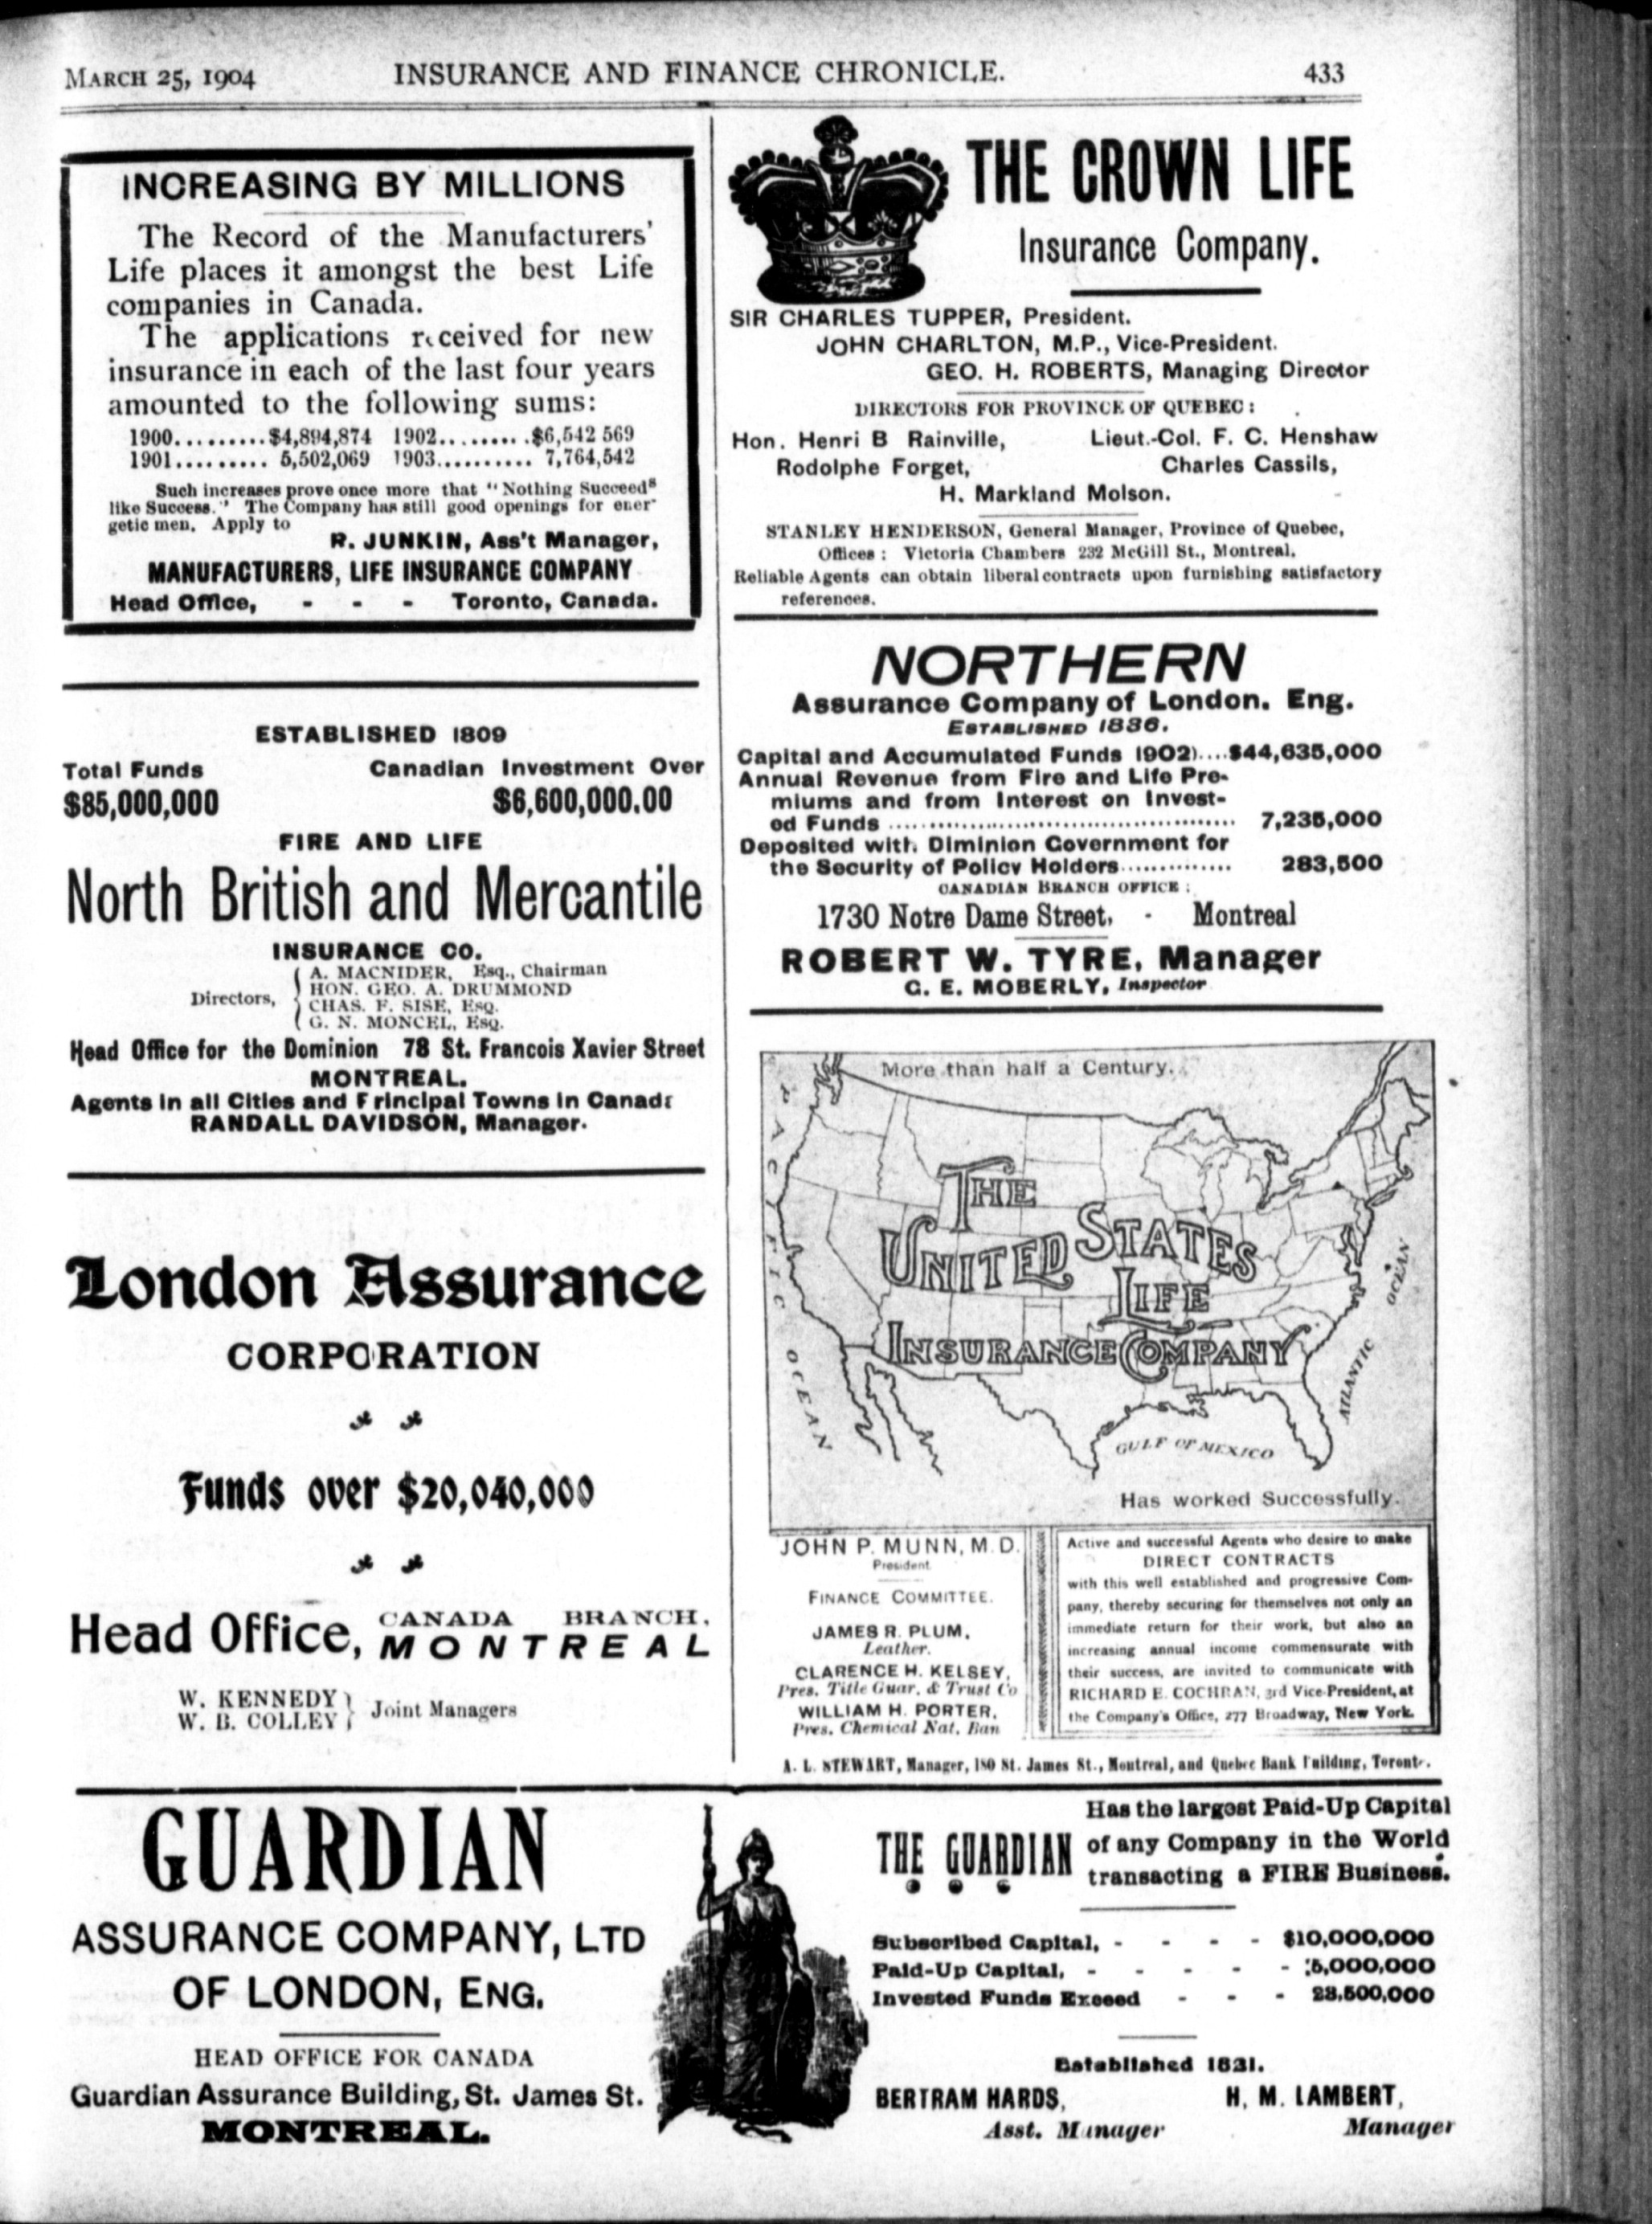 MARCH 25, 1904 INSURANCE AND FINANCE CHRONICLE. 433
INCREASING BY MILLIONS
The Record of the Manufacturers'
Life places it amongst the best Life
companies in Canada.
The applications received for new
insurance in each of the last four years
amounted to the following sums:
1900.........$4,894,874 1902..........$6,542 569
1901......... 5,502,069 1903.......... 7,764,542
Such increases prove once more that "Nothing Succeeds
like Success." The Company has still good openings for ener-
getic men. Apply to
R. JUNKIN, Ass't Manager,
MANUFACTURERS, LIFE INSURANCE COMPANY
Head Office, - - - Toronto, Canada.
ESTABLISHED 1809
Total Funds Canadian Investment Over
$85,000,000 $6,600,000.00
FIRE AND LIFE
North British and Mercantile
INSURANCE CO.
Directors,
A. MACNIDER, Esq., Chairman
HON. GEO. A. DRUMMOND
CHAS. F. SISE, ESQ.
G. N. MONCEL, ESQ.
Head Office for the Dominion 78 St. Francois Xavier Street
MONTREAL.
Agents in all Cities and Principal Towns in Canada
RANDALL DAVIDSON, Manager.
London Assurance
CORPORATION
Funds over $20,040,000
Head Office, CANADA BRANCH,
MONTREAL
W. KENNEDY
W. B. COLLEY } Joint Managers
THE CROWN LIFE
Insurance Company.
SIR CHARLES TUPPER, President.
JOHN CHARLTON, M.P., Vice-President.
GEO. H. ROBERTS, Managing Director
DIRECTORS FOR PROVINCE OF QUEBEC:
Hon. Henri B Rainville, Lieut.-Col. F. C. Henshaw
Rodolphe Forget, Charles Cassils,
H. Markland Molson.
STANLEY HENDERSON, General Manager, Province of Quebec,
Offices: Victoria Chambers 232 McGill St., Montreal.
Reliable Agents can obtain liberal contracts upon furnishing satisfactory
references.
NORTHERN
Assurance Company of London. Eng.
ESTABLISHED 1836.
Capital and Accumulated Funds 1902)....$44,635,000
Annual Revenue from Fire and Life Pre-
miums and from Interest on Invest-
ed Funds ............................................ 7,235,000
Deposited with Diminion Government for
the Security of Policy Holders.............. 283,500
CANADIAN BRANCH OFFICE:
1730 Notre Dame Street, - Montreal
ROBERT W. TYRE, Manager
G. E. MOBERLY, Inspector
More than half a Century.
PACIFIC OCEAN
THE
UNITED STATES
LIFE
INSURANCE COMPANY
ATLANTIC OCEAN
GULF OF MEXICO
Has worked Successfully.
JOHN P. MUNN, M.D.
President
FINANCE COMMITTEE.
JAMES R. PLUM,
Leather.
CLARENCE H. KELSEY,
Pres. Title Guar. & Trust Co
WILLIAM H. PORTER,
Pres. Chemical Nat. Ban
Active and successful Agents who desire to make
DIRECT CONTRACTS
with this well established and progressive Com-
pany, thereby securing for themselves not only an
immediate return for their work, but also an
increasing annual income commensurate with
their success, are invited to communicate with
RICHARD E. COCHRAN, 3rd Vice-President, at
the Company's Office, 277 Broadway, New York.
A. L. STEWART, Manager, 180 St. James St., Montreal, and Quebec Bank Building, Toronto.
GUARDIAN
ASSURANCE COMPANY, LTD
OF LONDON, ENG.
HEAD OFFICE FOR CANADA
Guardian Assurance Building, St. James St.
MONTREAL.
THE GUARDIAN
Has the largest Paid-Up Capital
of any Company in the World
transacting a FIRE Business.
Subscribed Capital, - - - - $10,000,000
Paid-Up Capital, - - - - - 5,000,000
Invested Funds Exceed - - - 23,500,000
Established 1821.
BERTRAM HARDS, H. M. LAMBERT,
Asst. Manager Manager